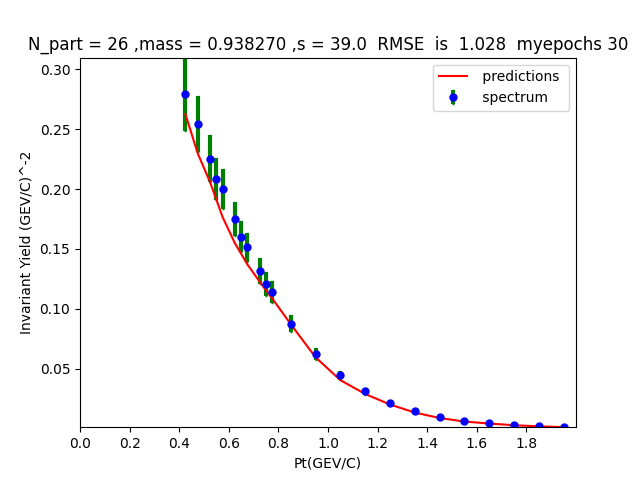 N_part = 26 ,mass = 0.938270 ,s = 39.0  RMSE  is  1.028  myepochs 30
predictions
spectrum
0.30
0.25
0.20
0.15
0.10
0.05
Invariant Yield (GEV/C)^-2
0.0 0.2 0.4 0.6 0.8 1.0 1.2 1.4 1.6 1.8
Pt(GEV/C)